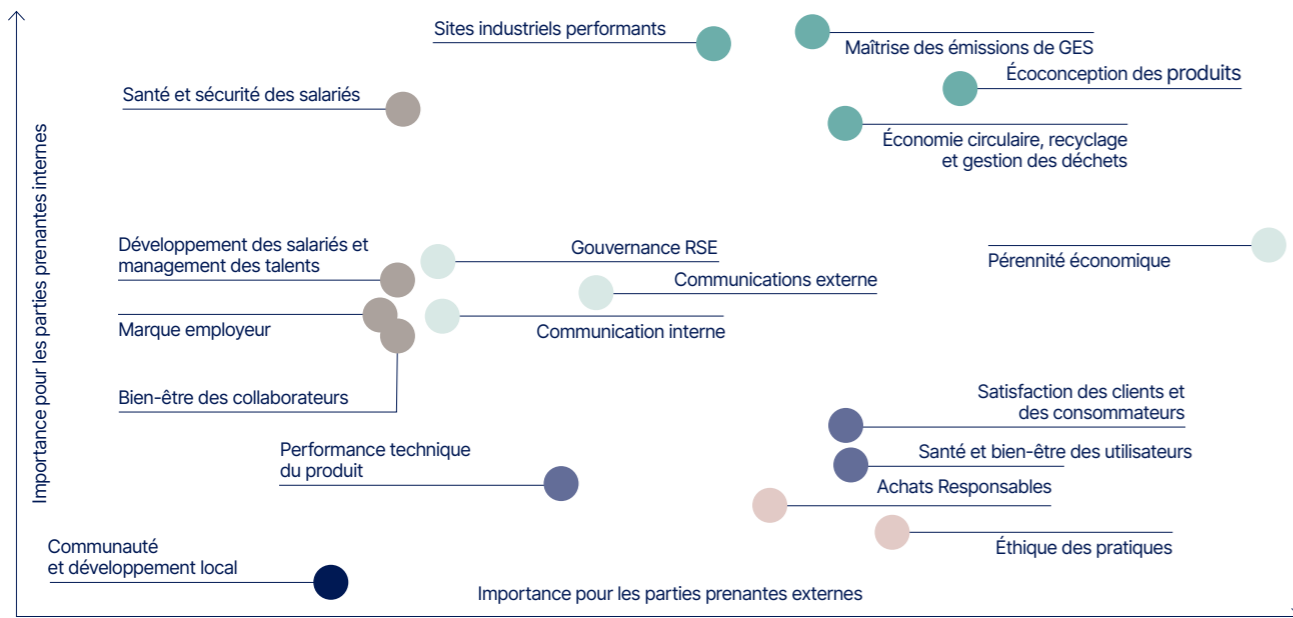 Sites industriels performants
Maîtrise des émissions de GES
Écoconception des produits
Santé et sécurité des salariés
Économie circulaire, recyclage
et gestion des déchets
Importance pour les parties prenantes internes
Développement des salariés et
management des talents
Gouvernance RSE
Pérennité économique
Communications externe
Marque employeur
Communication interne
Bien-être des collaborateurs
Satisfaction des clients et
des consommateurs
Performance technique
du produit
Santé et bien-être des utilisateurs
Achats Responsables
Éthique des pratiques
Communauté
et développement local
Importance pour les parties prenantes externes